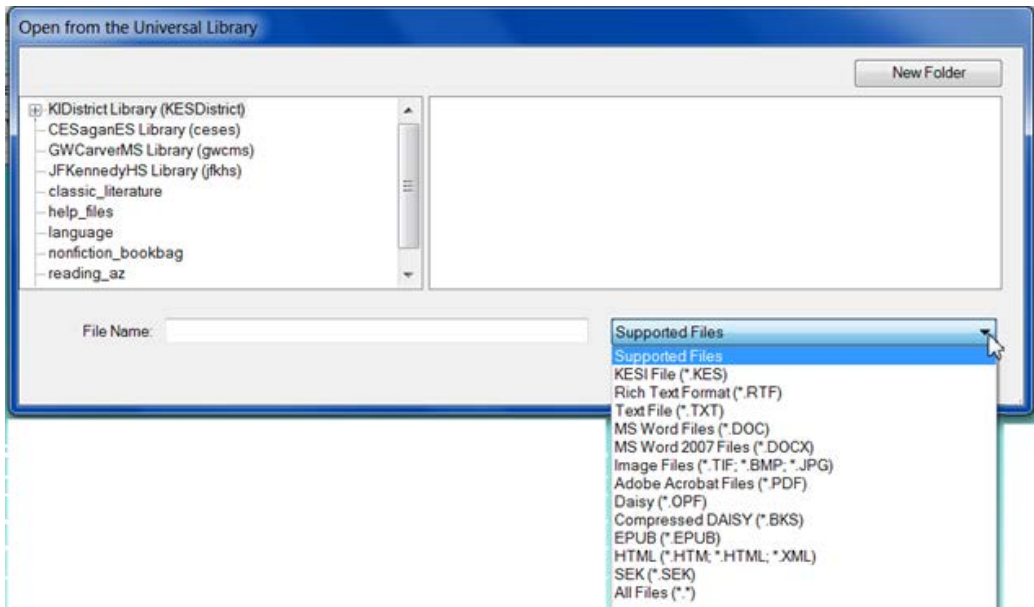 Open from the Universal Library
New Folder
KIDistrict Library (KESDistrict)
CESaganES Library (ceses)
GWCarverMS Library (gwcms)
JFKennedyHS Library (jfkhs)
classic_literature
help_files
language
nonfiction_bookbag
reading_az
File Name:
Supported Files
Supported Files
KESI File (*.KES)
Rich Text Format (*.RTF)
Text File (*.TXT)
MS Word Files (*.DOC)
MS Word 2007 Files (*.DOCX)
Image Files (*.TIF; *.BMP; *.JPG)
Adobe Acrobat Files (*.PDF)
Daisy (*.OPF)
Compressed DAISY (*.BKS)
EPUB (*.EPUB)
HTML (*.HTM; *.HTML; *.XML)
SEK (*.SEK)
All Files (*.*)